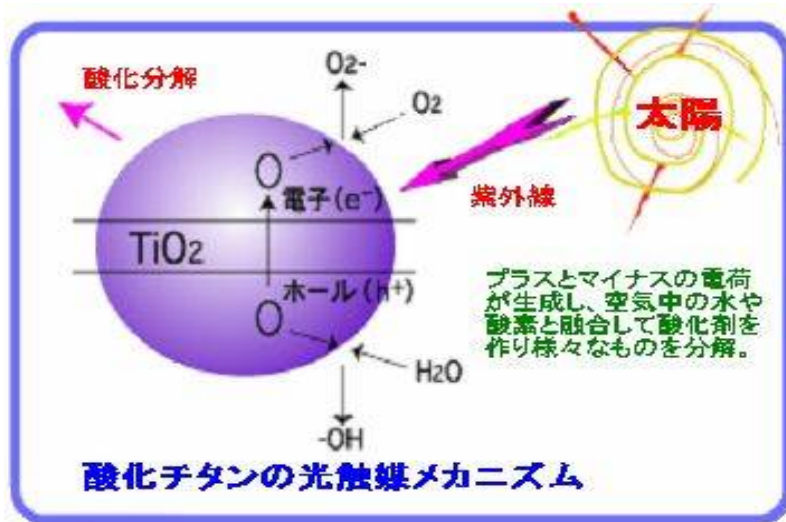 酸化分解
O2-
O2
太陽
紫外線
O
電子(e-)
TiO2
ホール(h+)
O
H2O
-OH
プラスとマイナスの電荷
が生成し、空気中の水や
酸素と融合して酸化剤を
作り様々なものを分解。
酸化チタンの光触媒メカニズム